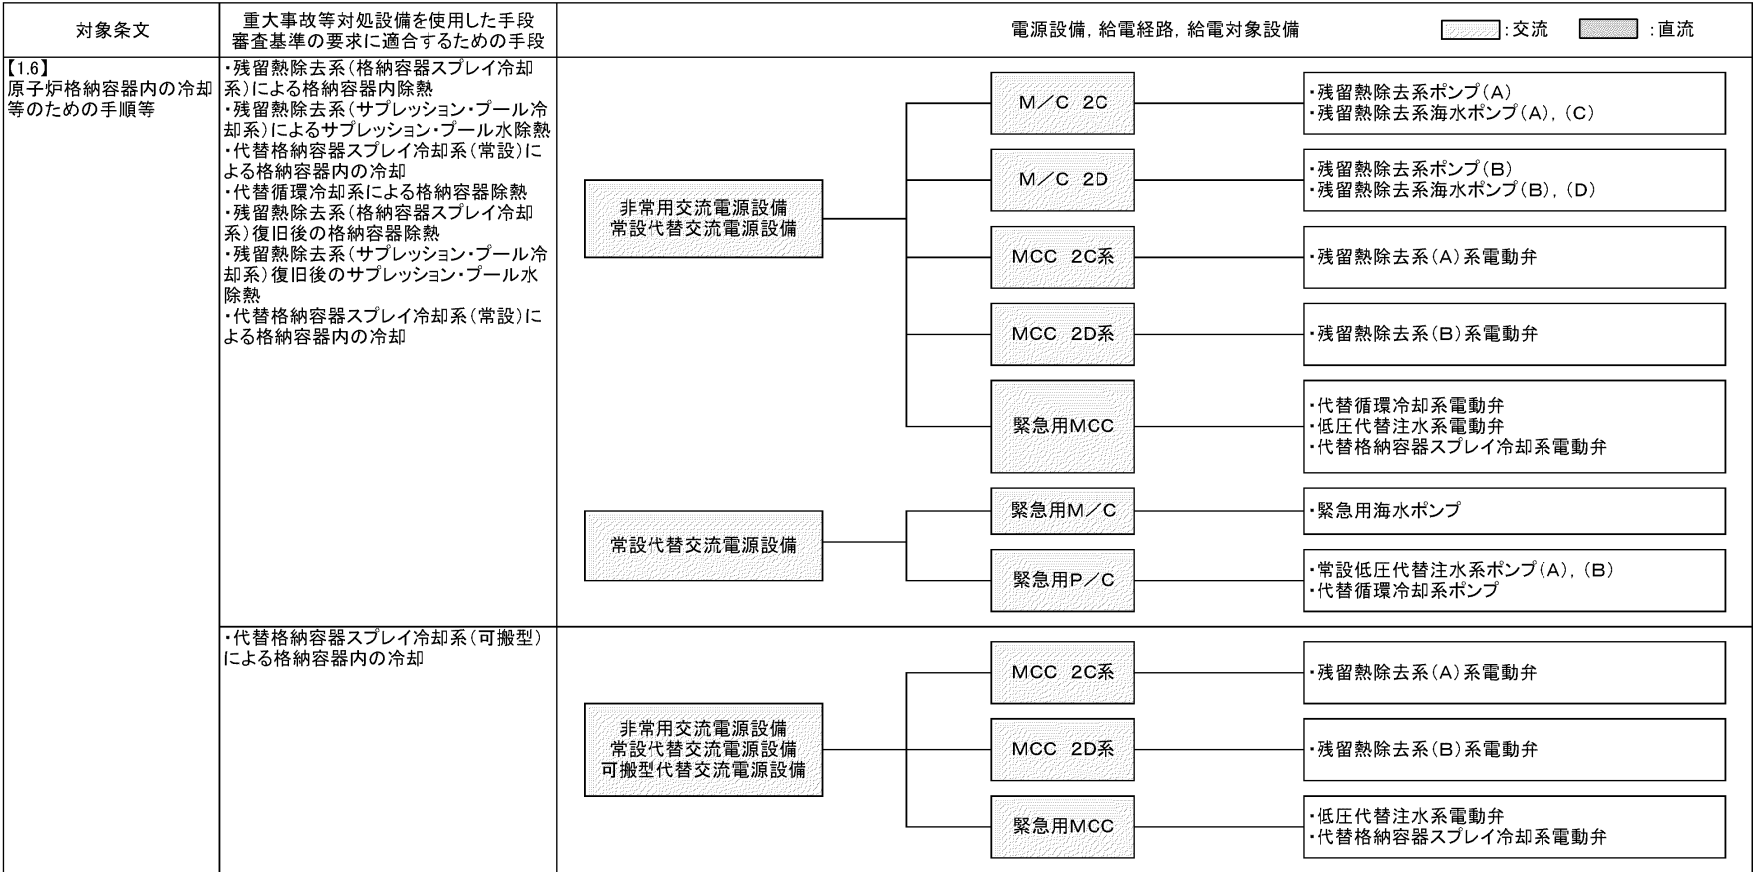 対象条文
重大事故等対処設備を使用した手段
審査基準の要求に適合するための手段
電源設備，給電経路，給電対象設備
:交流
:直流
【1.6】
原子炉格納容器内の冷却
等のための手順等
・残留熱除去系(格納容器スプレイ冷却
系)による格納容器内除熱
・残留熱除去系(サプレッション・プール冷
却系)によるサプレッション・プール水除熱
・代替格納容器スプレイ冷却系(常設)に
よる格納容器内の冷却
・代替循環冷却系による格納容器除熱
・残留熱除去系(格納容器スプレイ冷却
系)復旧後の格納容器除熱
・残留熱除去系(サプレッション・プール冷
却系)復旧後のサプレッション・プール水
除熱
・代替格納容器スプレイ冷却系(常設)に
よる格納容器内の冷却
非常用交流電源設備
常設代替交流電源設備
M／C 2C
・残留熱除去系ポンプ(A)
・残留熱除去系海水ポンプ(A)，(C)
M／C 2D
・残留熱除去系ポンプ(B)
・残留熱除去系海水ポンプ(B)，(D)
MCC 2C系
・残留熱除去系(A)系電動弁
MCC 2D系
・残留熱除去系(B)系電動弁
緊急用MCC
・代替循環冷却系電動弁
・低圧代替注水系電動弁
・代替格納容器スプレイ冷却系電動弁
常設代替交流電源設備
緊急用M／C
・緊急用海水ポンプ
緊急用P／C
・常設低圧代替注水系ポンプ(A)，(B)
・代替循環冷却系ポンプ
・代替格納容器スプレイ冷却系(可搬型)
による格納容器内の冷却
非常用交流電源設備
常設代替交流電源設備
可搬型代替交流電源設備
MCC 2C系
・残留熱除去系(A)系電動弁
MCC 2D系
・残留熱除去系(B)系電動弁
緊急用MCC
・低圧代替注水系電動弁
・代替格納容器スプレイ冷却系電動弁